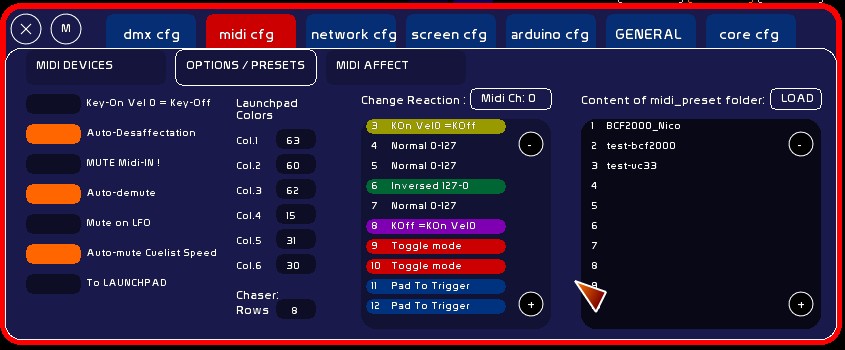 X M dmx cfg midi cfg network cfg screen cfg arduino cfg GENERAL core cfg
MIDI DEVICES OPTIONS / PRESETS MIDI AFFECT
Key-On Vel 0 = Key-Off
Auto-Desaffectation
MUTE Midi-IN !
Auto-demute
Mute on LFO
Auto-mute Cuelist Speed
To LAUNCHPAD
Launchpad
Colors
Col.1 63
Col.2 60
Col.3 62
Col.4 15
Col.5 31
Col.6 30
Chaser:
Rows 8
Change Reaction : Midi Ch: 0
3 KOn Vel0 =KOff
4 Normal 0-127
5 Normal 0-127
6 Inversed 127-0
7 Normal 0-127
8 KOff =KOn Vel0
9 Toggle mode
10 Toggle mode
11 Pad To Trigger
12 Pad To Trigger
-
+
Content of midi_preset folder: LOAD
1 BCF2000_Nico
2 test-bcf2000
3 test-uc33
4
5
6
7
8
9
-
+